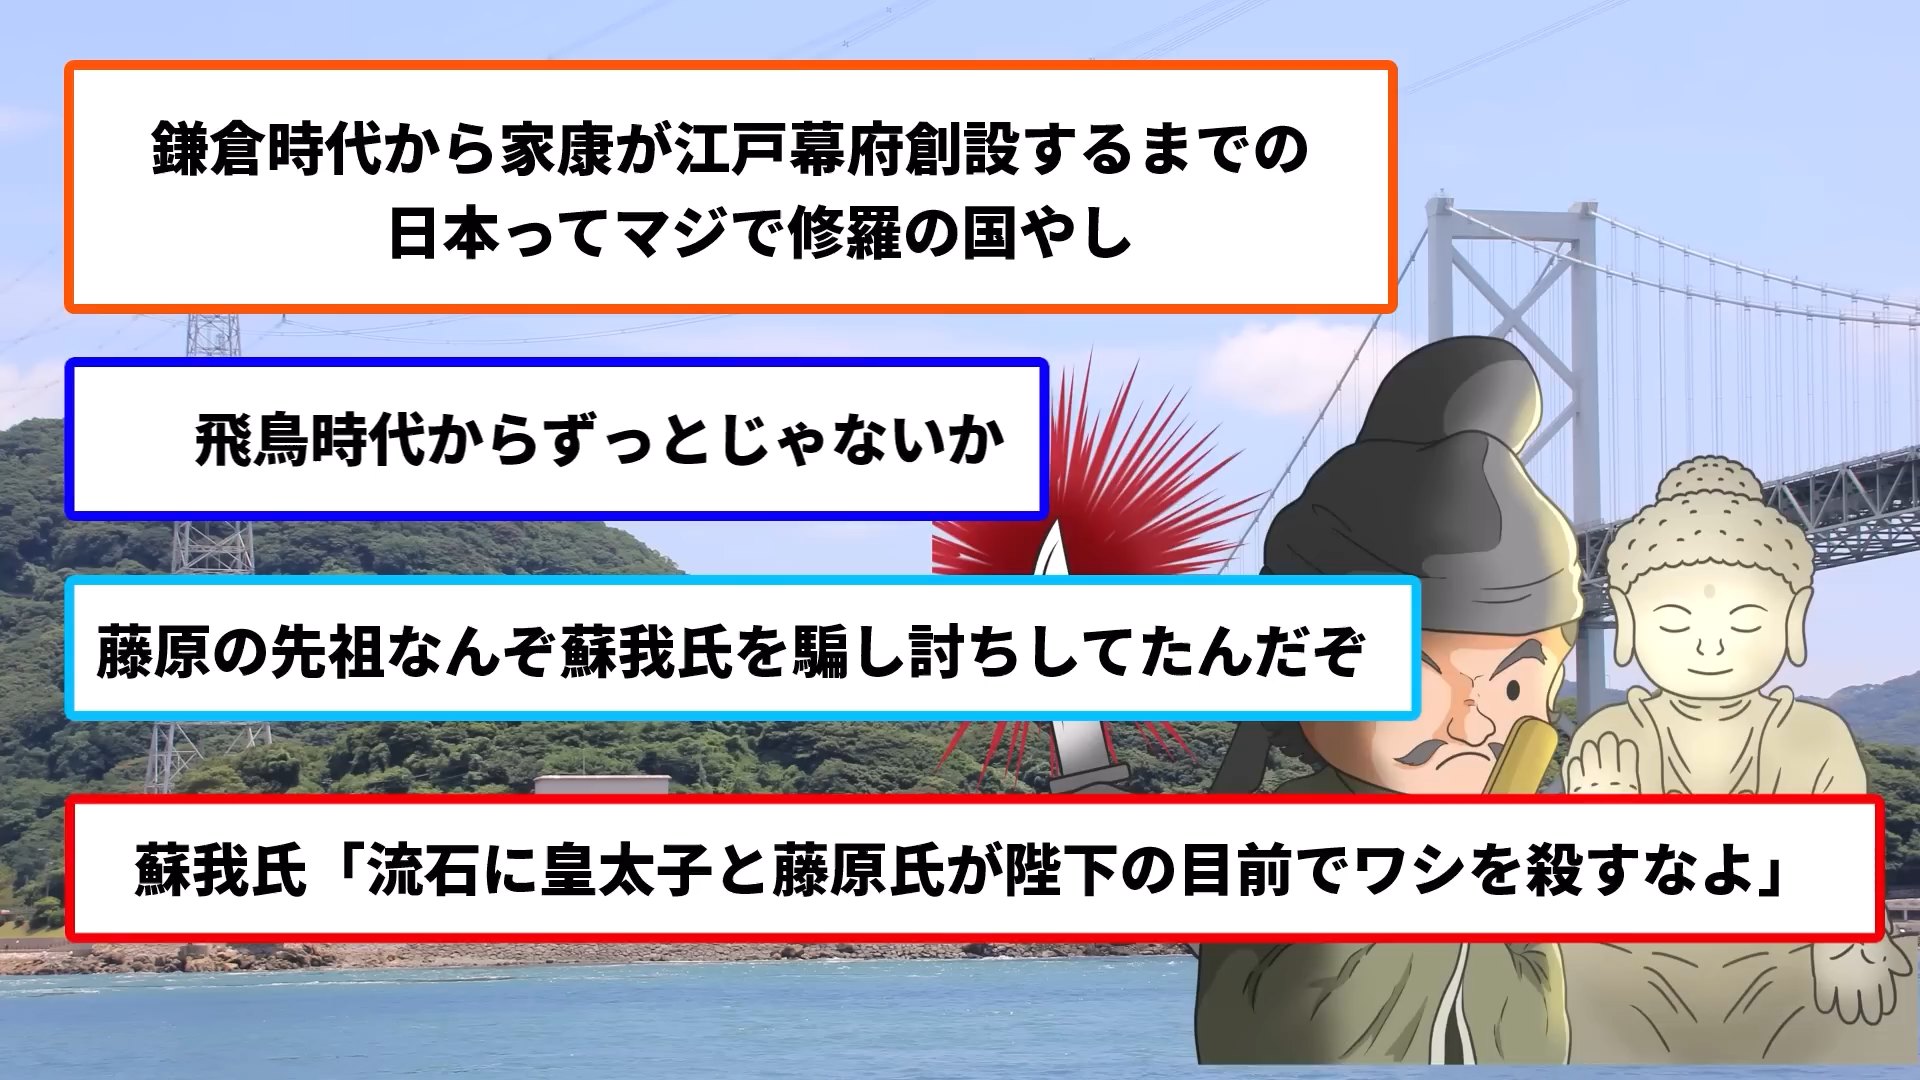 鎌倉時代から家康が江戸幕府創設するまでの
日本ってマジで修羅の国やし
飛鳥時代からずっとじゃないか
藤原の先祖なんぞ蘇我氏を騙し討ちしてたんだぞ
蘇我氏「流石に皇太子と藤原氏が陛下の目前でワシを殺すなよ」